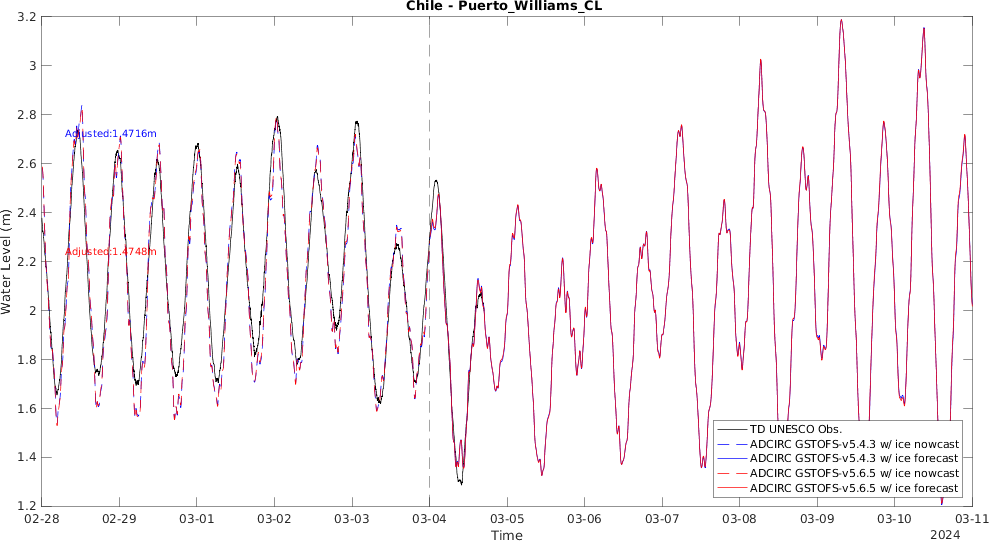 Chile - Puerto_Williams_CL
3.2
3
2.8
2.6
2.4
2.2
2
1.8
1.6
1.4
1.2
Water Level (m)
Adjusted:1.4716m
Adjusted:1.4748m
TD UNESCO Obs.
ADCIRC GSTOFS-v5.4.3 w/ ice nowcast
ADCIRC GSTOFS-v5.4.3 w/ ice forecast
ADCIRC GSTOFS-v5.6.5 w/ ice nowcast
ADCIRC GSTOFS-v5.6.5 w/ ice forecast
02-28 02-29 03-01 03-02 03-03 03-04 03-05 03-06 03-07 03-08 03-09 03-10 03-11
Time
2024